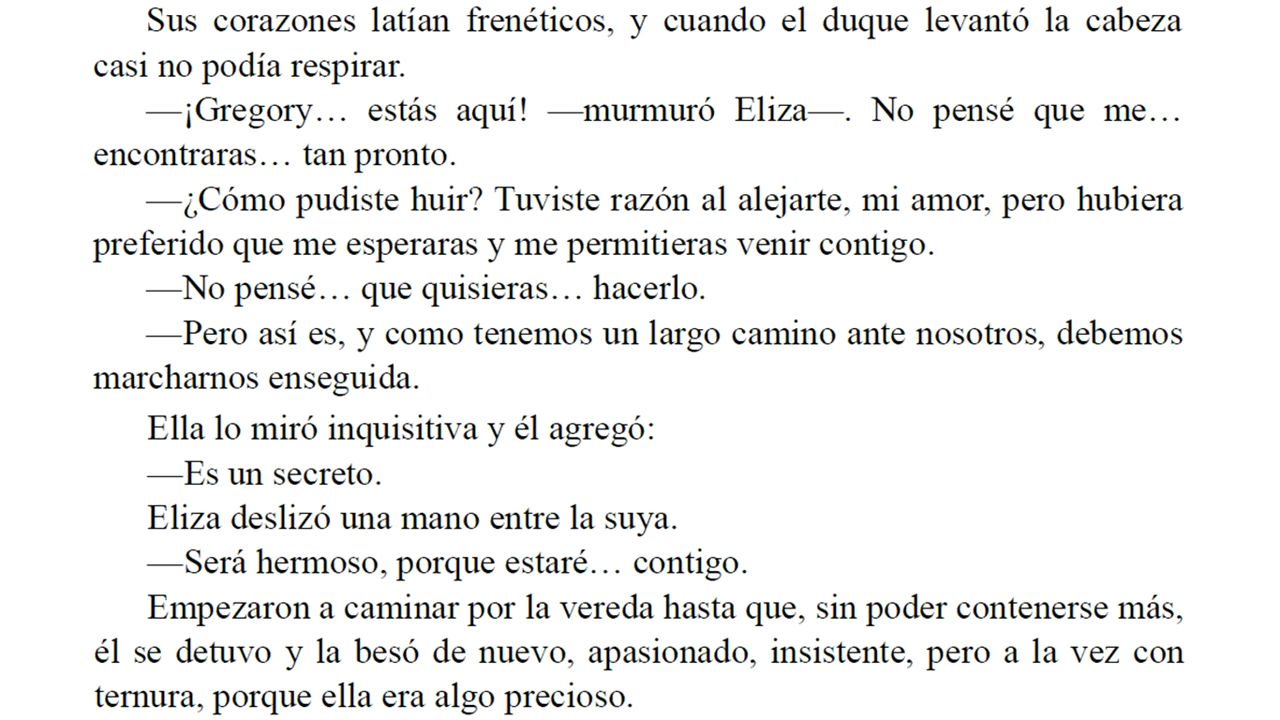 Sus corazones latían frenéticos, y cuando el duque levantó la cabeza
casi no podía respirar.
—¡Gregory… estás aquí! —murmuró Eliza—. No pensé que me…
encontraras… tan pronto.
—¿Cómo pudiste huir? Tuviste razón al alejarte, mi amor, pero hubiera
preferido que me esperaras y me permitieras venir contigo.
—No pensé… que quisieras… hacerlo.
—Pero así es, y como tenemos un largo camino ante nosotros, debemos
marcharnos enseguida.
Ella lo miró inquisitiva y él agregó:
—Es un secreto.
Eliza deslizó una mano entre la suya.
—Será hermoso, porque estaré… contigo.
Empezaron a caminar por la vereda hasta que, sin poder contenerse más,
él se detuvo y la besó de nuevo, apasionado, insistente, pero a la vez con
ternura, porque ella era algo precioso.